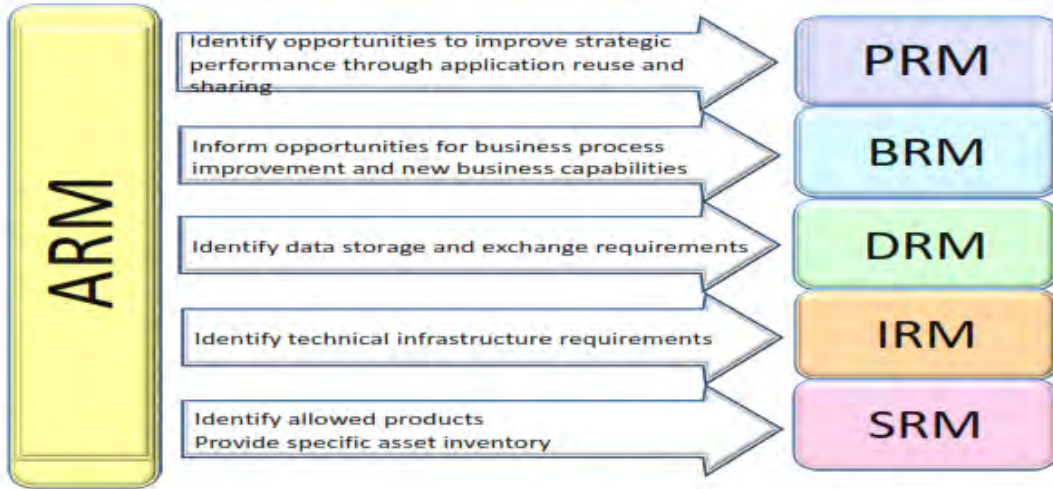 ARM
Identify opportunities to improve strategic
performance through application reuse and
sharing
PRM
Inform opportunities for business process
improvement and new business capabilities
BRM
Identify data storage and exchange requirements
DRM
Identify technical infrastructure requirements
IRM
Identify allowed products
Provide specific asset inventory
SRM